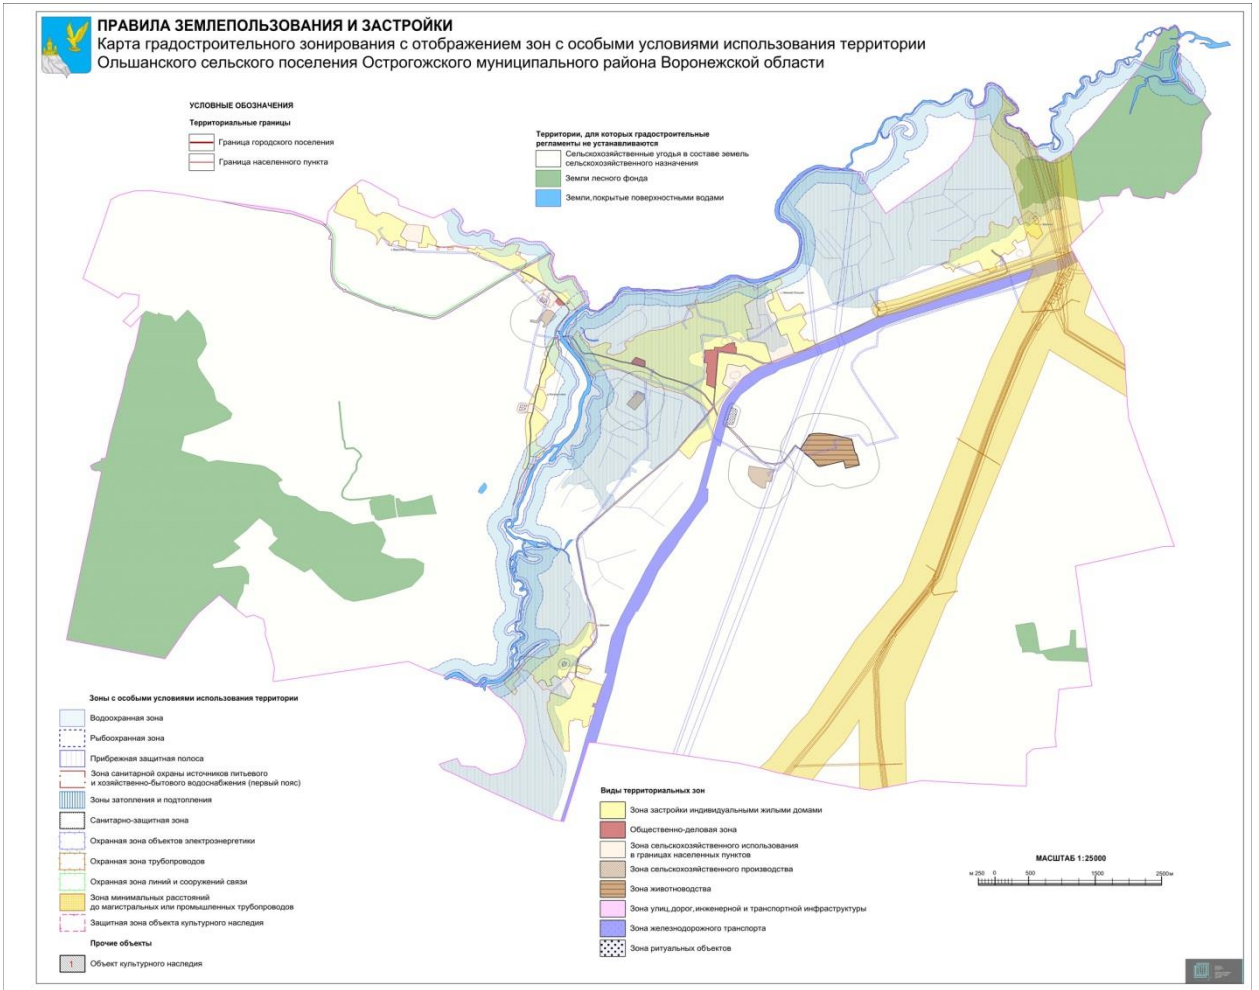 ПРАВИЛА ЗЕМЛЕПОЛЬЗОВАНИЯ И ЗАСТРОЙКИ
Карта градостроительного зонирования с отображением зон с особыми условиями использования территории
Ольшанского сельского поселения Острогожского муниципального района Воронежской области
УСЛОВНЫЕ ОБОЗНАЧЕНИЯ
Территориальные границы
Граница городского поселения
Граница населенного пункта
Территории, для которых градостроительные
регламенты не устанавливаются
Сельскохозяйственные угодья в составе земель
сельскохозяйственного назначения
Земли лесного фонда
Земли,покрытые поверхностными водами
Зоны с особыми условиями использования территории
Водоохранная зона
Рыбоохранная зона
Прибрежная защитная полоса
Зона санитарной охраны источников питьевого
и хозяйственно-бытового водоснабжения (первый пояс)
Зоны затопления и подтопления
Санитарно-защитная зона
Охранная зона объектов электроэнергетики
Охранная зона трубопроводов
Охранная зона линий и сооружений связи
Зона минимальных расстояний
до магистральных или промышленных трубопроводов
Защитная зона объекта культурного наследия
Прочие объекты
1 Объект культурного наследия
Виды территориальных зон
Зона застройки индивидуальными жилыми домами
Общественно-деловая зона
Зона сельскохозяйственного использования
в границах населенных пунктов
Зона сельскохозяйственного производства
Зона животноводства
Зона улиц,дорог,инженерной и транспортной инфраструктуры
Зона железнодорожного транспорта
Зона ритуальных объектов
МАСШТАБ 1:25000
м 250 0 500 1500 2500м